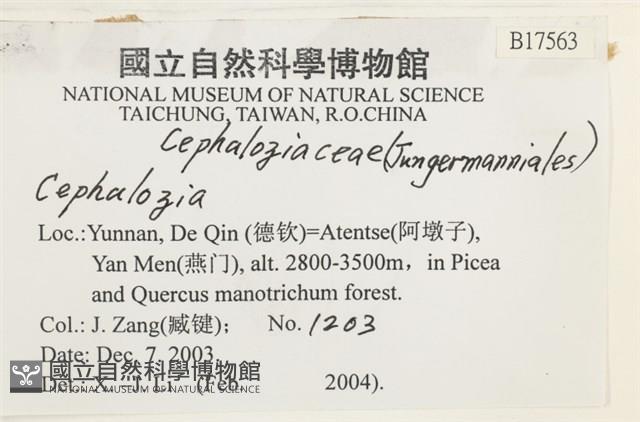 B17563
國立自然科學博物館
NATIONAL MUSEUM OF NATURAL SCIENCE
TAICHUNG, TAIWAN, R.O.CHINA
Cephaloziaceae (Jungermanniales)
Cephalozia
Loc.:Yunnan, De Qin (德钦)=Atentse(阿墩子),
Yan Men(燕门), alt. 2800-3500m，in Picea
and Quercus manotrichum forest.
Col.: J. Zang(臧键)； No. 1203
Date: Dec. 7, 2003
國立自然科學博物館
NATIONAL MUSEUM OF NATURAL SCIENCE
(Feb. 2004).